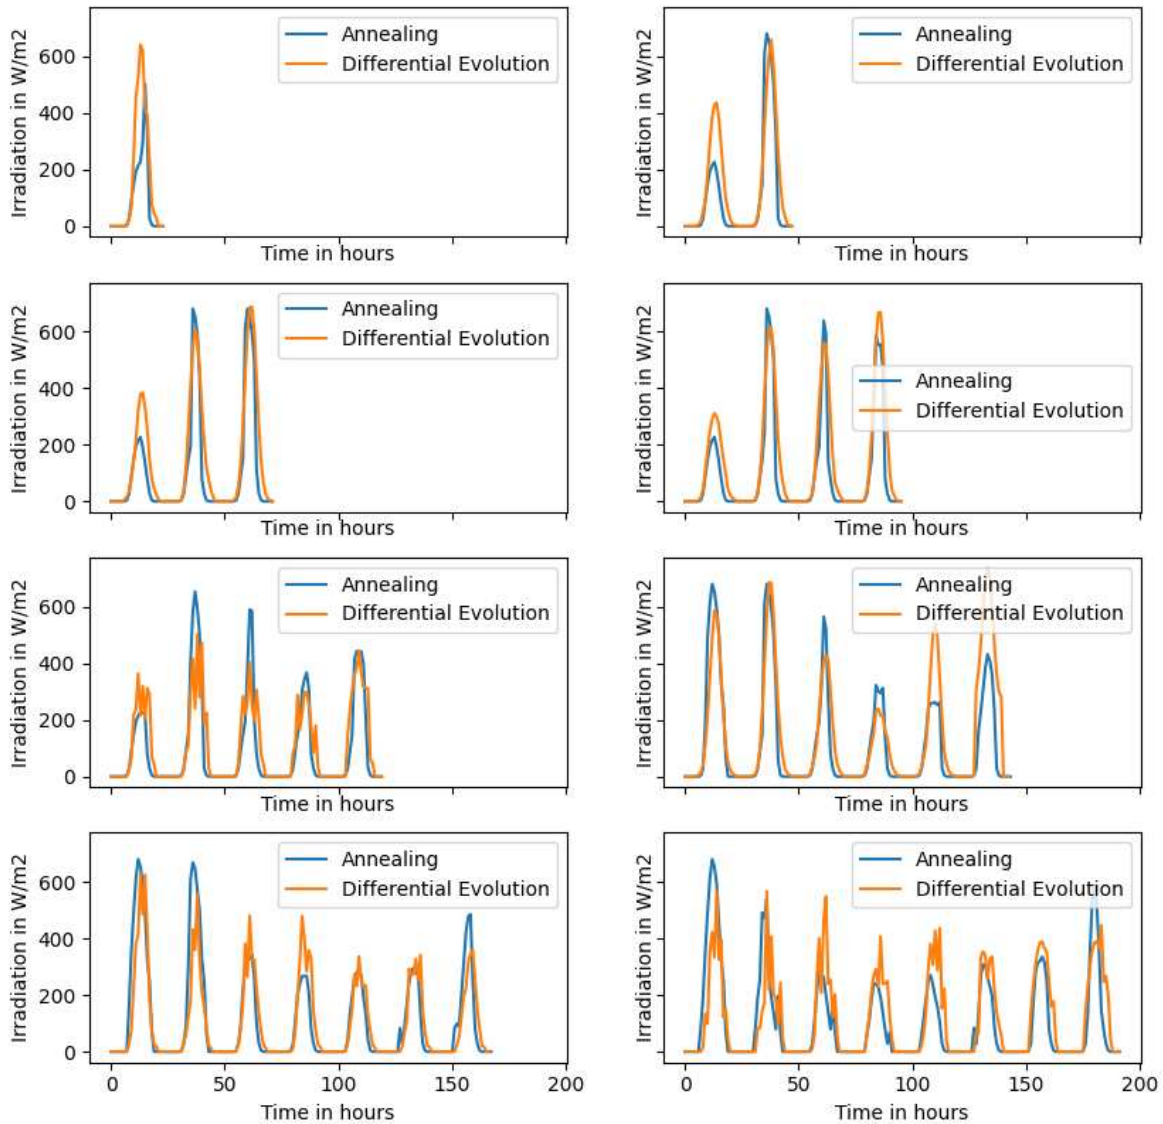 Irradiation in W/m2
600
400
200
0
Annealing
Differential Evolution
Time in hours
Irradiation in W/m2
Annealing
Differential Evolution
Time in hours
Irradiation in W/m2
600
400
200
0
Annealing
Differential Evolution
Time in hours
Irradiation in W/m2
Annealing
Differential Evolution
Time in hours
Irradiation in W/m2
600
400
200
0
Annealing
Differential Evolution
Time in hours
Irradiation in W/m2
Annealing
Differential Evolution
Time in hours
Irradiation in W/m2
600
400
200
0
Annealing
Differential Evolution
0 50 100 150 200
Time in hours
Irradiation in W/m2
Annealing
Differential Evolution
0 50 100 150 200
Time in hours